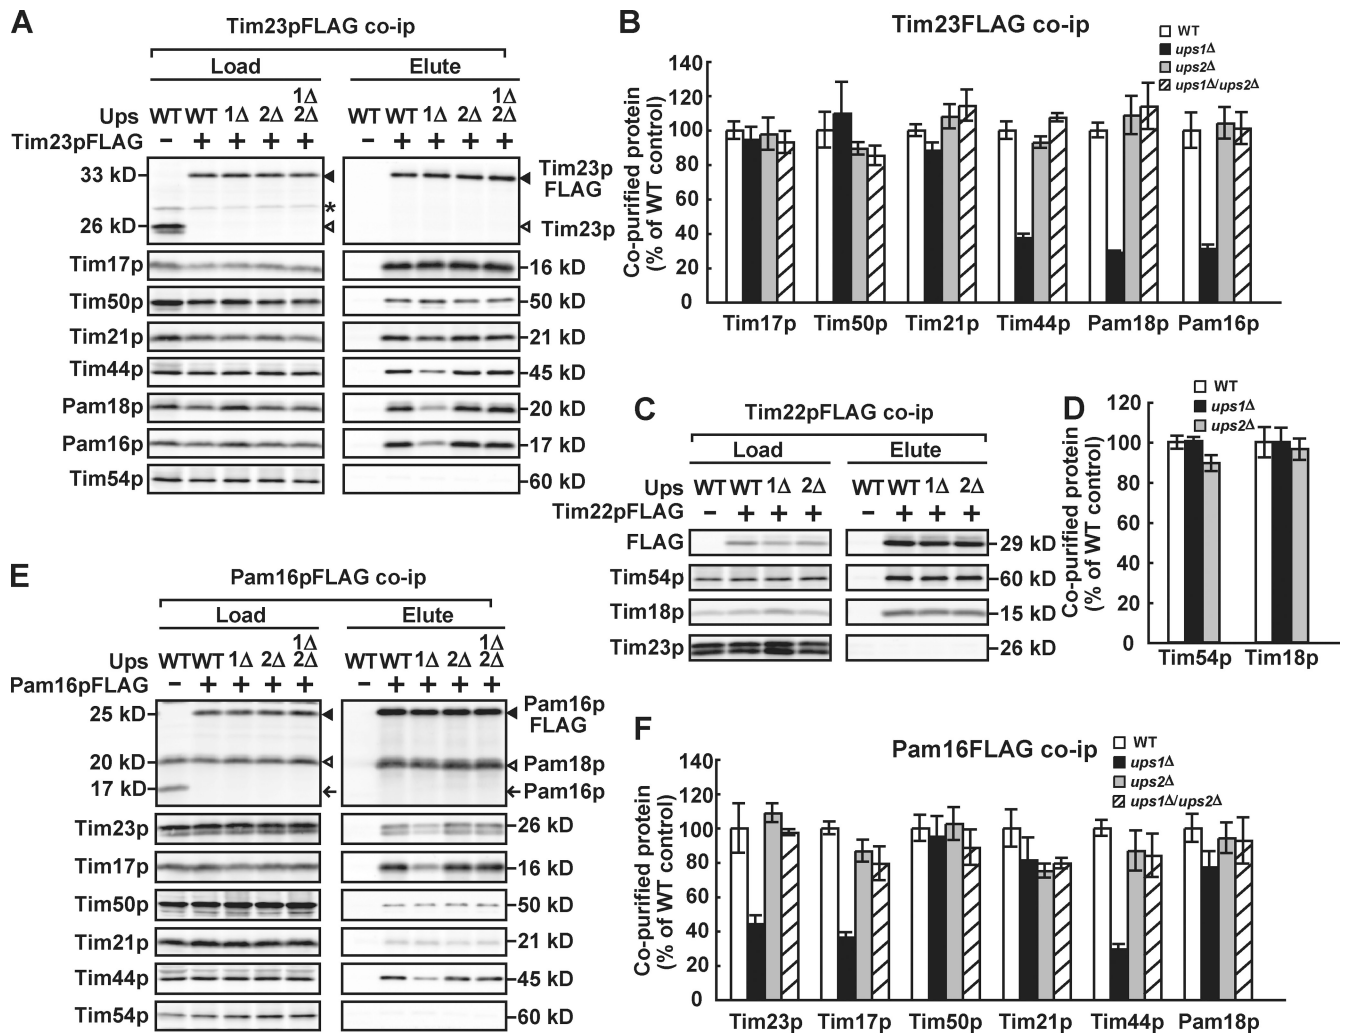 A
Tim23pFLAG co-ip
Load Elute
1Δ 1Δ
Ups WT WT 1Δ 2Δ 2Δ WT WT 1Δ 2Δ 2Δ
Tim23pFLAG − + + + + − + + + +
33 kD Tim23p
FLAG
*
26 kD Tim23p
Tim17p 16 kD
Tim50p 50 kD
Tim21p 21 kD
Tim44p 45 kD
Pam18p 20 kD
Pam16p 17 kD
Tim54p 60 kD
B
Tim23FLAG co-ip
WT
ups1Δ
ups2Δ
ups1Δ/ups2Δ
Co-purified protein
(% of WT control)
140
120
100
80
60
40
20
0
Tim17p Tim50p Tim21p Tim44p Pam18p Pam16p
C
Tim22pFLAG co-ip
Load Elute
Ups WT WT 1Δ 2Δ WT WT 1Δ 2Δ
Tim22pFLAG − + + + − + + +
FLAG 29 kD
Tim54p 60 kD
Tim18p 15 kD
Tim23p 26 kD
D
WT
ups1Δ
ups2Δ
Co-purified protein
(% of WT control)
120
100
80
60
40
20
0
Tim54p Tim18p
E
Pam16pFLAG co-ip
Load Elute
1Δ 1Δ
Ups WT WT 1Δ 2Δ 2Δ WT WT 1Δ 2Δ 2Δ
Pam16pFLAG − + + + + − + + + +
25 kD Pam16p
FLAG
20 kD Pam18p
17 kD Pam16p
Tim23p 26 kD
Tim17p 16 kD
Tim50p 50 kD
Tim21p 21 kD
Tim44p 45 kD
Tim54p 60 kD
F
Pam16FLAG co-ip
WT
ups1Δ
ups2Δ
ups1Δ/ups2Δ
Co-purified protein
(% of WT control)
140
120
100
80
60
40
20
0
Tim23p Tim17p Tim50p Tim21p Tim44p Pam18p